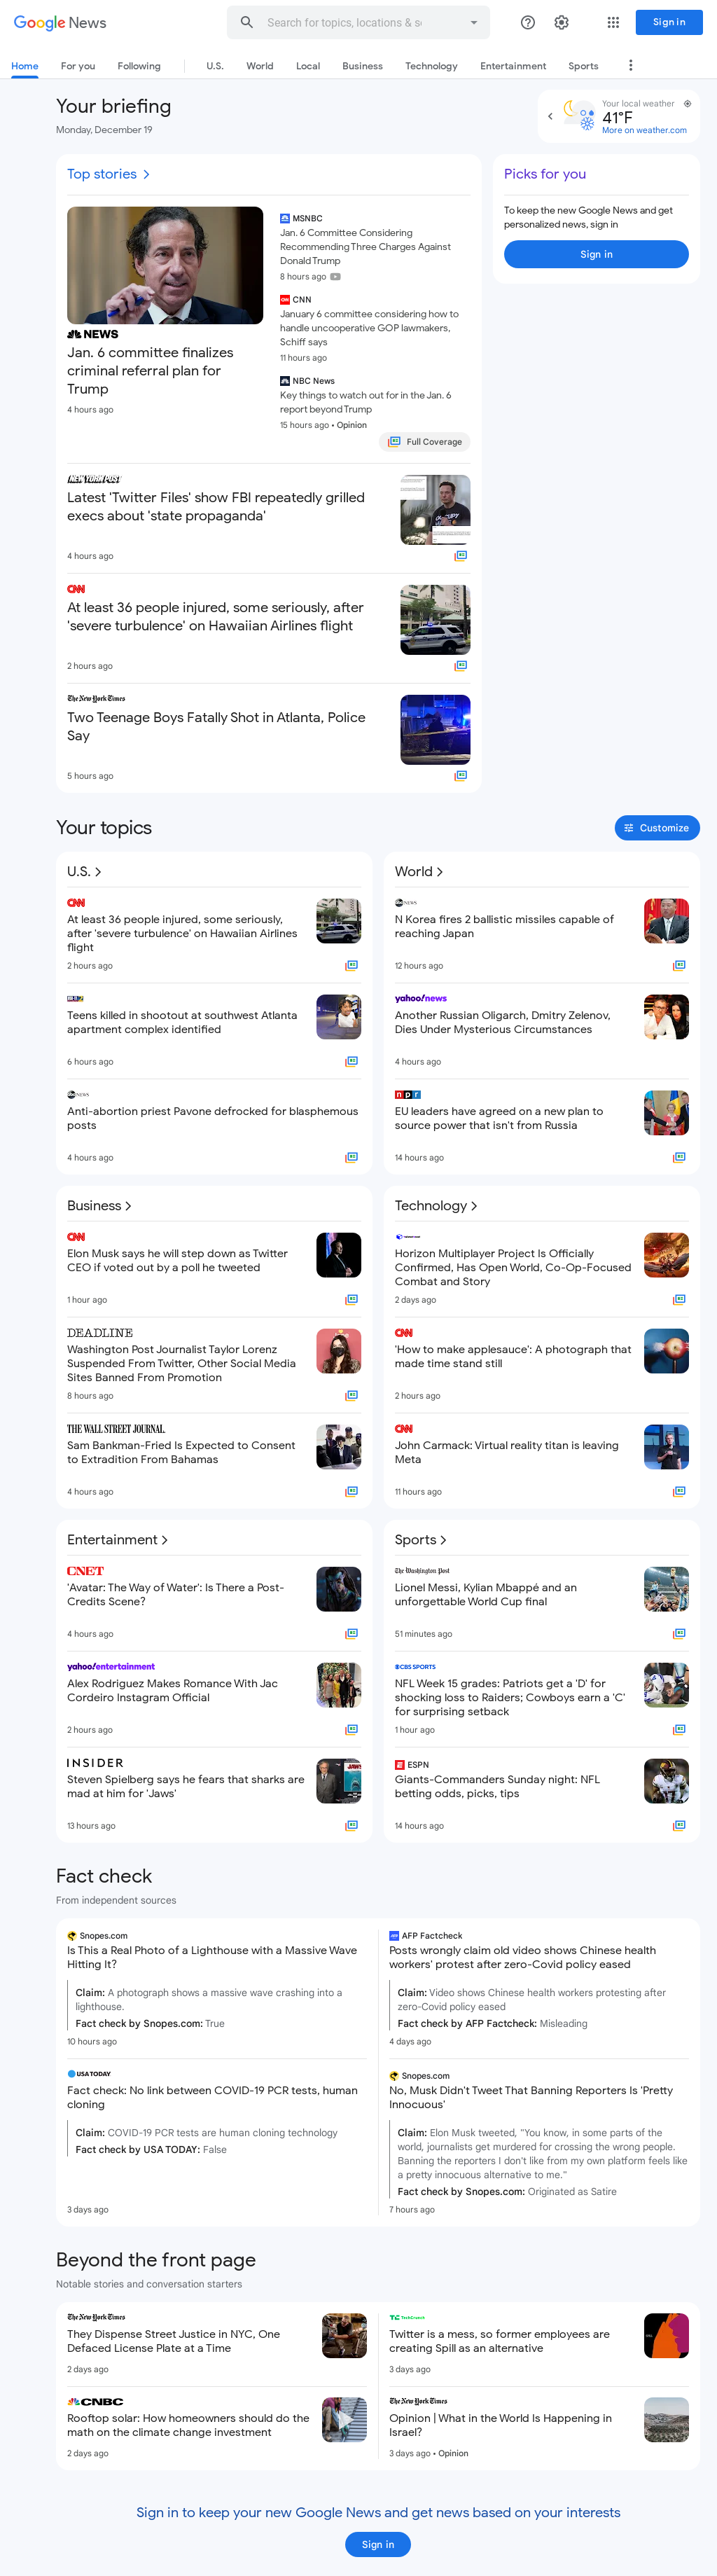 Google News
Search for topics, locations & so
Sign in
Home
For you
Following
U.S.
World
Local
Business
Technology
Entertainment
Sports
Your briefing
Monday, December 19
Your local weather
41°F
More on weather.com
Top stories
NEWS
Jan. 6 committee finalizes
criminal referral plan for
Trump
4 hours ago
MSNBC
Jan. 6 Committee Considering
Recommending Three Charges Against
Donald Trump
8 hours ago
CNN
January 6 committee considering how to
handle uncooperative GOP lawmakers,
Schiff says
11 hours ago
NBC News
Key things to watch out for in the Jan. 6
report beyond Trump
15 hours ago • Opinion
Full Coverage
NEW YORK POST
Latest 'Twitter Files' show FBI repeatedly grilled
execs about 'state propaganda'
4 hours ago
CNN
At least 36 people injured, some seriously, after
'severe turbulence' on Hawaiian Airlines flight
2 hours ago
The New York Times
Two Teenage Boys Fatally Shot in Atlanta, Police
Say
5 hours ago
Picks for you
To keep the new Google News and get
personalized news, sign in
Sign in
Your topics
Customize
U.S.
CNN
At least 36 people injured, some seriously,
after 'severe turbulence' on Hawaiian Airlines
flight
2 hours ago
Teens killed in shootout at southwest Atlanta
apartment complex identified
6 hours ago
abc NEWS
Anti-abortion priest Pavone defrocked for blasphemous
posts
4 hours ago
World
abc NEWS
N Korea fires 2 ballistic missiles capable of
reaching Japan
12 hours ago
yahoo!news
Another Russian Oligarch, Dmitry Zelenov,
Dies Under Mysterious Circumstances
4 hours ago
npr
EU leaders have agreed on a new plan to
source power that isn't from Russia
14 hours ago
Business
CNN
Elon Musk says he will step down as Twitter
CEO if voted out by a poll he tweeted
1 hour ago
DEADLINE
Washington Post Journalist Taylor Lorenz
Suspended From Twitter, Other Social Media
Sites Banned From Promotion
8 hours ago
THE WALL STREET JOURNAL.
Sam Bankman-Fried Is Expected to Consent
to Extradition From Bahamas
4 hours ago
Technology
Horizon Multiplayer Project Is Officially
Confirmed, Has Open World, Co-Op-Focused
Combat and Story
2 days ago
CNN
'How to make applesauce': A photograph that
made time stand still
2 hours ago
CNN
John Carmack: Virtual reality titan is leaving
Meta
11 hours ago
Entertainment
CNET
'Avatar: The Way of Water': Is There a Post-
Credits Scene?
4 hours ago
yahoo!entertainment
Alex Rodriguez Makes Romance With Jac
Cordeiro Instagram Official
2 hours ago
INSIDER
Steven Spielberg says he fears that sharks are
mad at him for 'Jaws'
13 hours ago
Sports
The Washington Post
Lionel Messi, Kylian Mbappé and an
unforgettable World Cup final
51 minutes ago
CBS SPORTS
NFL Week 15 grades: Patriots get a 'D' for
shocking loss to Raiders; Cowboys earn a 'C'
for surprising setback
1 hour ago
ESPN
Giants-Commanders Sunday night: NFL
betting odds, picks, tips
14 hours ago
Fact check
From independent sources
Snopes.com
Is This a Real Photo of a Lighthouse with a Massive Wave
Hitting It?
Claim: A photograph shows a massive wave crashing into a
lighthouse.
Fact check by Snopes.com: True
10 hours ago
USA TODAY
Fact check: No link between COVID-19 PCR tests, human
cloning
Claim: COVID-19 PCR tests are human cloning technology
Fact check by USA TODAY: False
3 days ago
AFP Factcheck
Posts wrongly claim old video shows Chinese health
workers' protest after zero-Covid policy eased
Claim: Video shows Chinese health workers protesting after
zero-Covid policy eased
Fact check by AFP Factcheck: Misleading
4 days ago
Snopes.com
No, Musk Didn't Tweet That Banning Reporters Is 'Pretty
Innocuous'
Claim: Elon Musk tweeted, "You know, in some parts of the
world, journalists get murdered for crossing the wrong people.
Banning the reporters I don't like from my own platform feels like
a pretty innocuous alternative to me."
Fact check by Snopes.com: Originated as Satire
7 hours ago
Beyond the front page
Notable stories and conversation starters
The New York Times
They Dispense Street Justice in NYC, One
Defaced License Plate at a Time
2 days ago
CNBC
Rooftop solar: How homeowners should do the
math on the climate change investment
2 days ago
TechCrunch
Twitter is a mess, so former employees are
creating Spill as an alternative
3 days ago
The New York Times
Opinion | What in the World Is Happening in
Israel?
3 days ago • Opinion
Sign in to keep your new Google News and get news based on your interests
Sign in